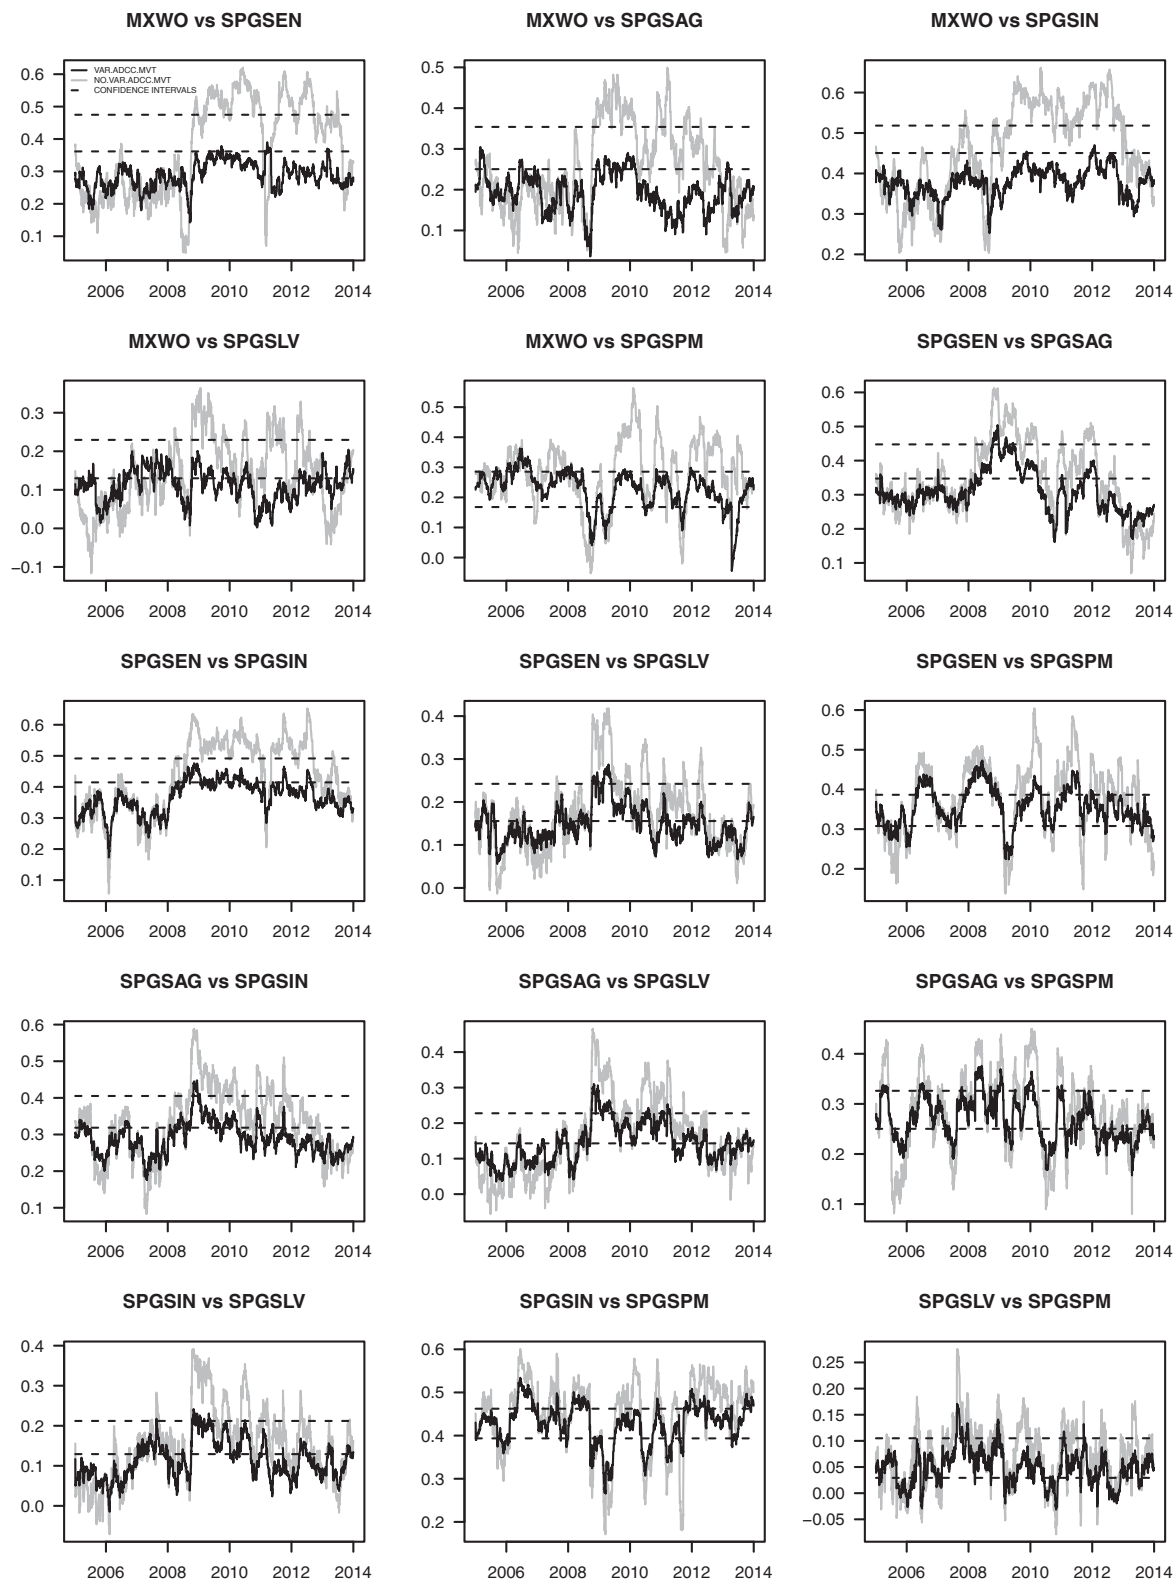 MXWO vs SPGSEN
0.6
0.5
0.4
0.3
0.2
0.1
VAR.ADCC.MVT
NO.VAR.ADCC.MVT
CONFIDENCE INTERVALS
2006 2008 2010 2012 2014
MXWO vs SPGSAG
0.5
0.4
0.3
0.2
0.1
2006 2008 2010 2012 2014
MXWO vs SPGSIN
0.6
0.5
0.4
0.3
0.2
2006 2008 2010 2012 2014
MXWO vs SPGSLV
0.3
0.2
0.1
0.0
−0.1
2006 2008 2010 2012 2014
MXWO vs SPGSPM
0.5
0.4
0.3
0.2
0.1
0.0
2006 2008 2010 2012 2014
SPGSEN vs SPGSAG
0.6
0.5
0.4
0.3
0.2
0.1
2006 2008 2010 2012 2014
SPGSEN vs SPGSIN
0.6
0.5
0.4
0.3
0.2
0.1
2006 2008 2010 2012 2014
SPGSEN vs SPGSLV
0.4
0.3
0.2
0.1
0.0
2006 2008 2010 2012 2014
SPGSEN vs SPGSPM
0.6
0.5
0.4
0.3
0.2
2006 2008 2010 2012 2014
SPGSAG vs SPGSIN
0.6
0.5
0.4
0.3
0.2
0.1
2006 2008 2010 2012 2014
SPGSAG vs SPGSLV
0.4
0.3
0.2
0.1
0.0
2006 2008 2010 2012 2014
SPGSAG vs SPGSPM
0.4
0.3
0.2
0.1
2006 2008 2010 2012 2014
SPGSIN vs SPGSLV
0.4
0.3
0.2
0.1
0.0
2006 2008 2010 2012 2014
SPGSIN vs SPGSPM
0.6
0.5
0.4
0.3
0.2
2006 2008 2010 2012 2014
SPGSLV vs SPGSPM
0.25
0.20
0.15
0.10
0.05
0.00
−0.05
2006 2008 2010 2012 2014